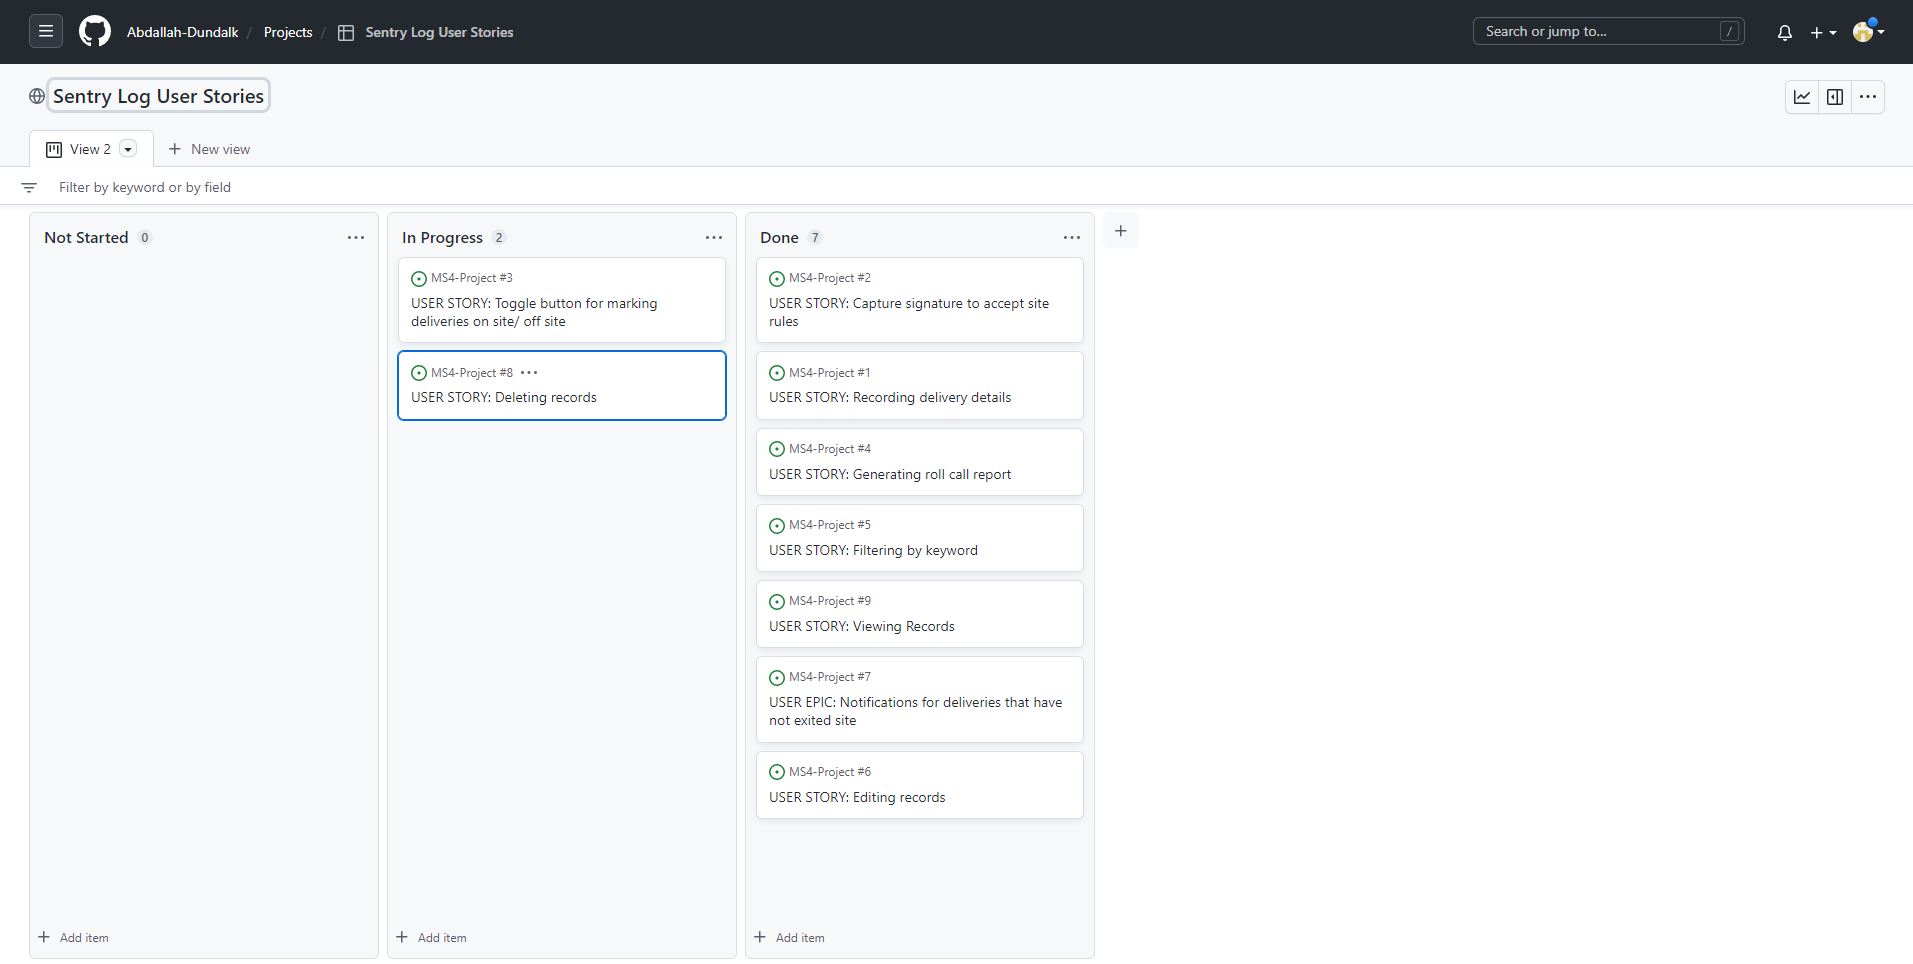 Abdallah-Dundalk / Projects / Sentry Log User Stories
Search or jump to... /
Sentry Log User Stories
View 2
New view
Filter by keyword or by field
Not Started 0
Add item
In Progress 2
MS4-Project #3
USER STORY: Toggle button for marking
deliveries on site/ off site
MS4-Project #8
USER STORY: Deleting records
Add item
Done 7
MS4-Project #2
USER STORY: Capture signature to accept site
rules
MS4-Project #1
USER STORY: Recording delivery details
MS4-Project #4
USER STORY: Generating roll call report
MS4-Project #5
USER STORY: Filtering by keyword
MS4-Project #9
USER STORY: Viewing Records
MS4-Project #7
USER EPIC: Notifications for deliveries that have
not exited site
MS4-Project #6
USER STORY: Editing records
Add item